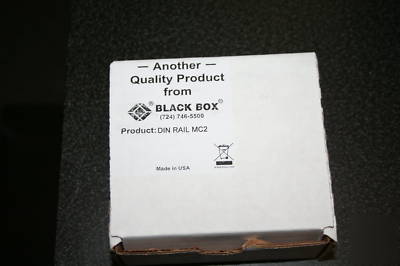 — Another —
Quality Product
from
BLACK BOX®
(724) 746-5500
Product: DIN RAIL MC2
Made in USA